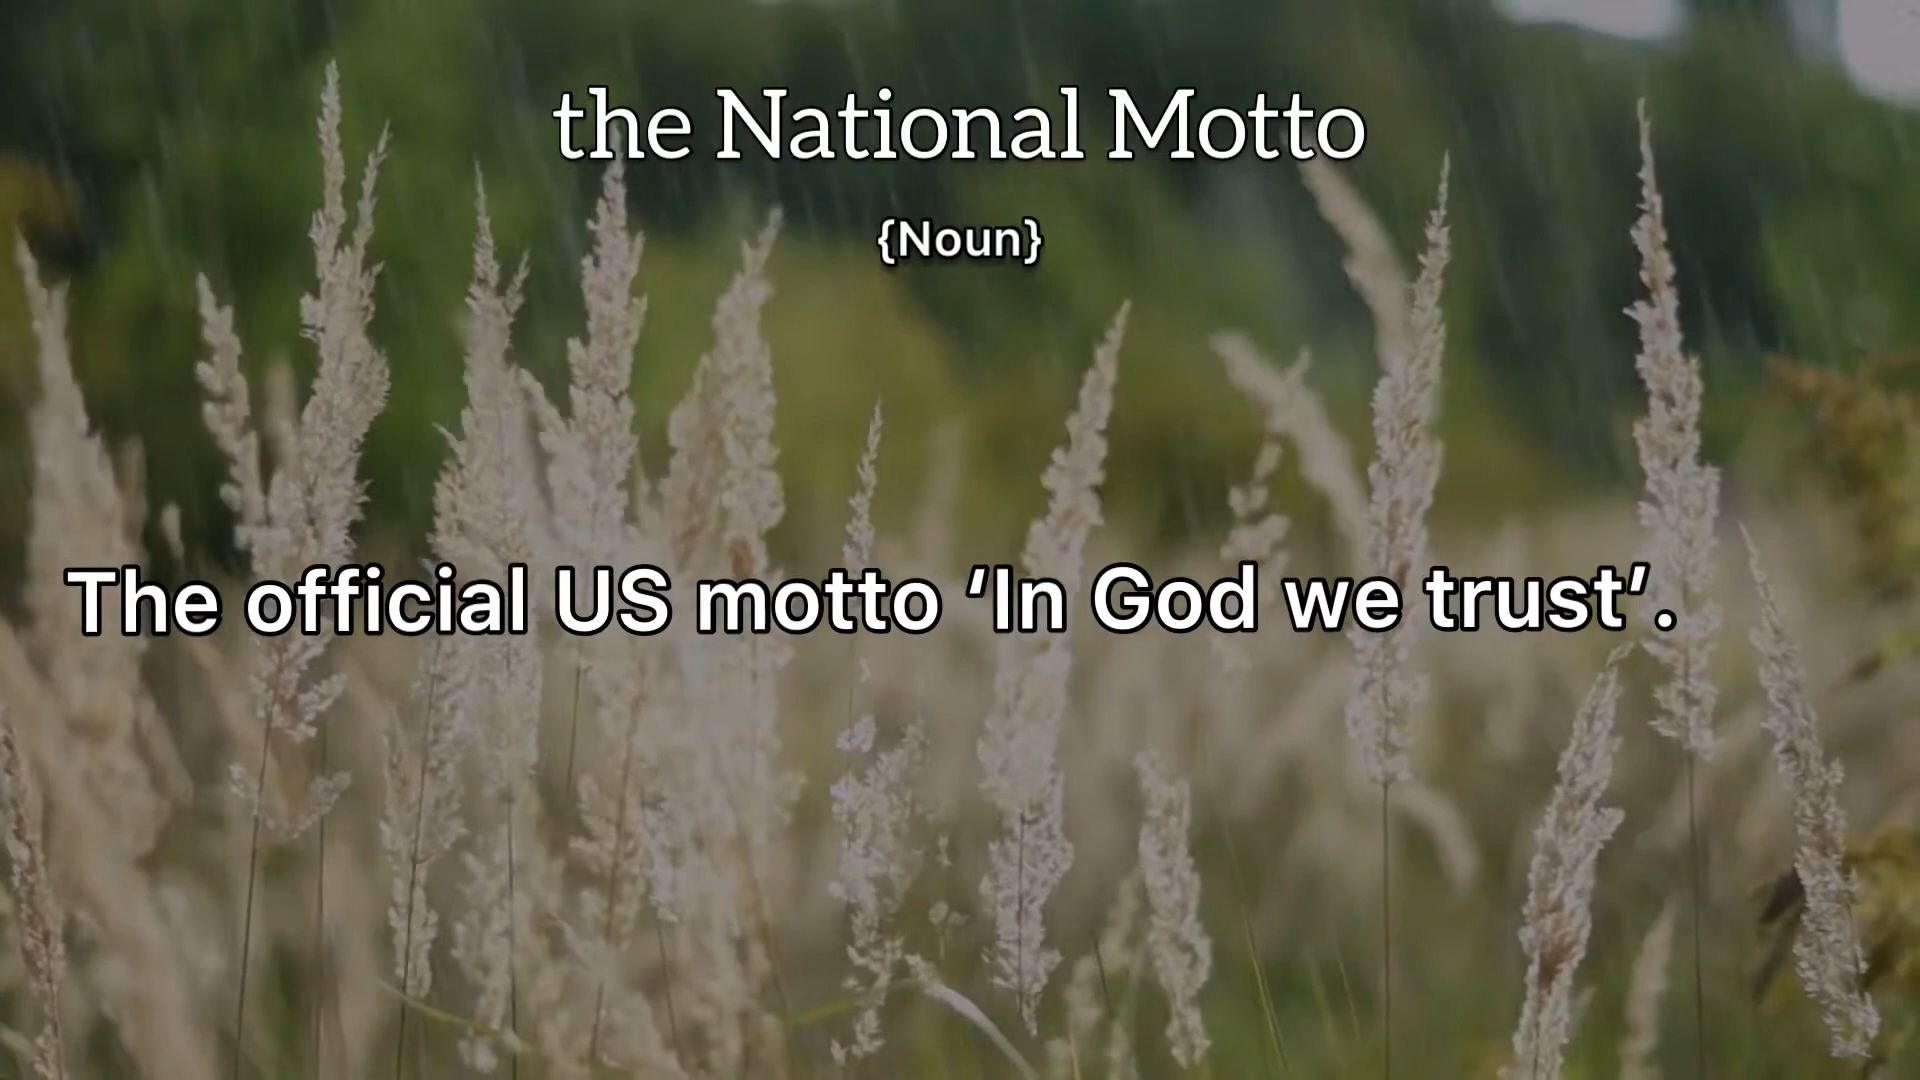 the National Motto
{Noun}
The official US motto ‘In God we trust’.